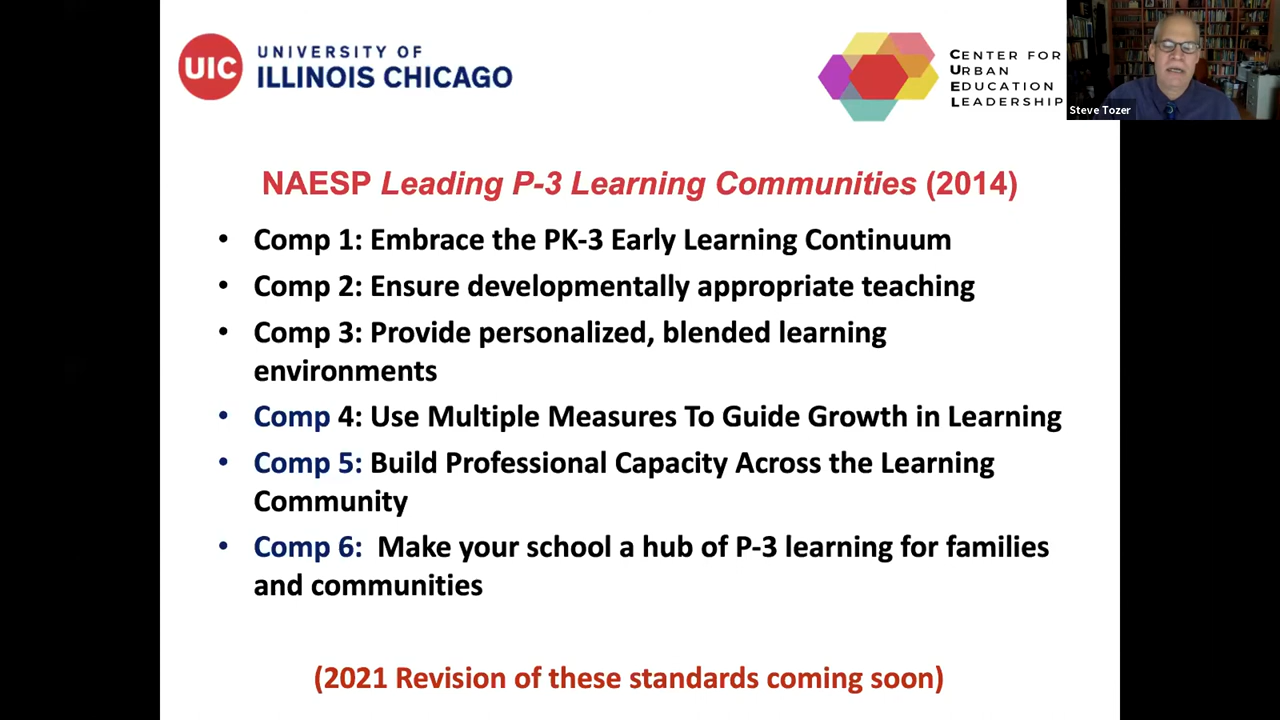 UIC
UNIVERSITY OF
ILLINOIS CHICAGO
CENTER FOR
URBAN
EDUCATION
LEADERSHIP
Steve Tozer
NAESP Leading P-3 Learning Communities (2014)
• Comp 1: Embrace the PK-3 Early Learning Continuum
• Comp 2: Ensure developmentally appropriate teaching
• Comp 3: Provide personalized, blended learning
environments
• Comp 4: Use Multiple Measures To Guide Growth in Learning
• Comp 5: Build Professional Capacity Across the Learning
Community
• Comp 6:  Make your school a hub of P-3 learning for families
and communities
(2021 Revision of these standards coming soon)